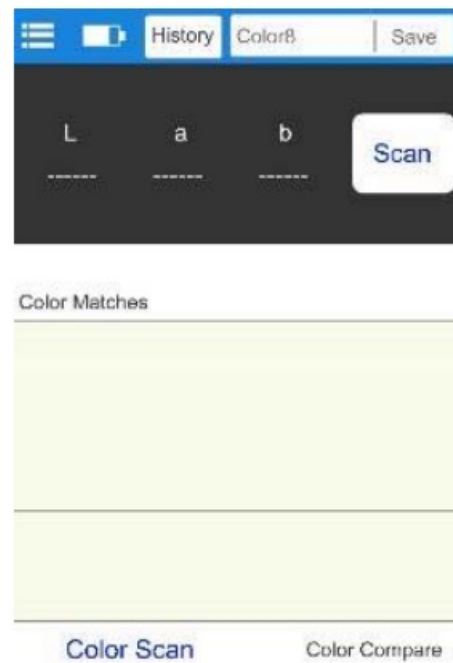 History Color8 Save
L a b
Scan
------ ------ ------
Color Matches
Color Scan Color Compare